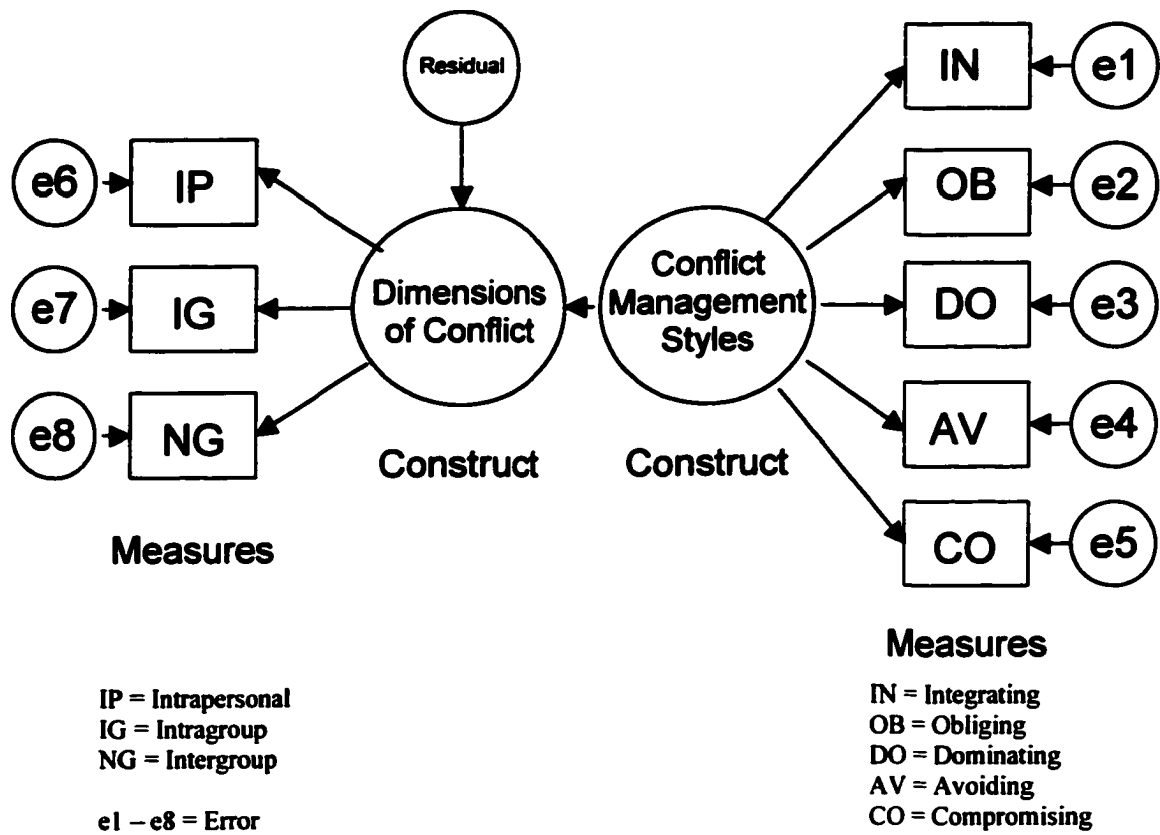 Residual
IN
e1
e6
IP
OB
e2
e7
IG
Dimensions
of Conflict
Conflict
Management
Styles
DO
e3
e8
NG
AV
e4
Construct
Construct
CO
e5
Measures
Measures
IP = Intrapersonal
IG = Intragroup
NG = Intergroup
e1 – e8 = Error
IN = Integrating
OB = Obliging
DO = Dominating
AV = Avoiding
CO = Compromising